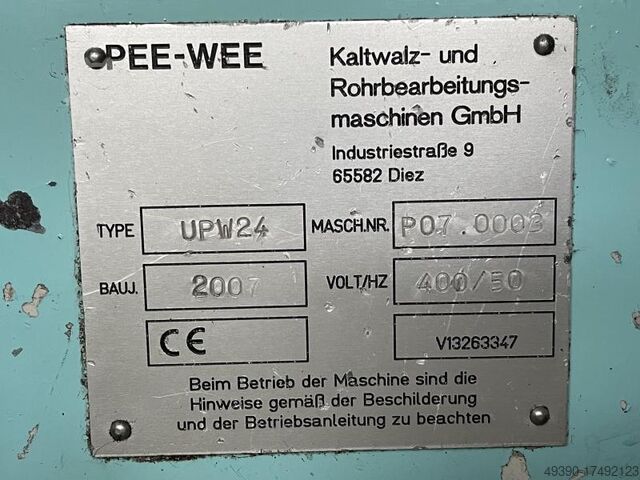 PEE-WEE
Kaltwalz- und
Rohrbearbeitungs-
maschinen GmbH
Industriestraße 9
65582 Diez
TYPE UPW24 MASCH.NR. P07.0003
BAUJ. 2007 VOLT/HZ 400/50
CE V13263347
Beim Betrieb der Maschine sind die
Hinweise gemäß der Beschilderung
und der Betriebsanleitung zu beachten
49390-17492123